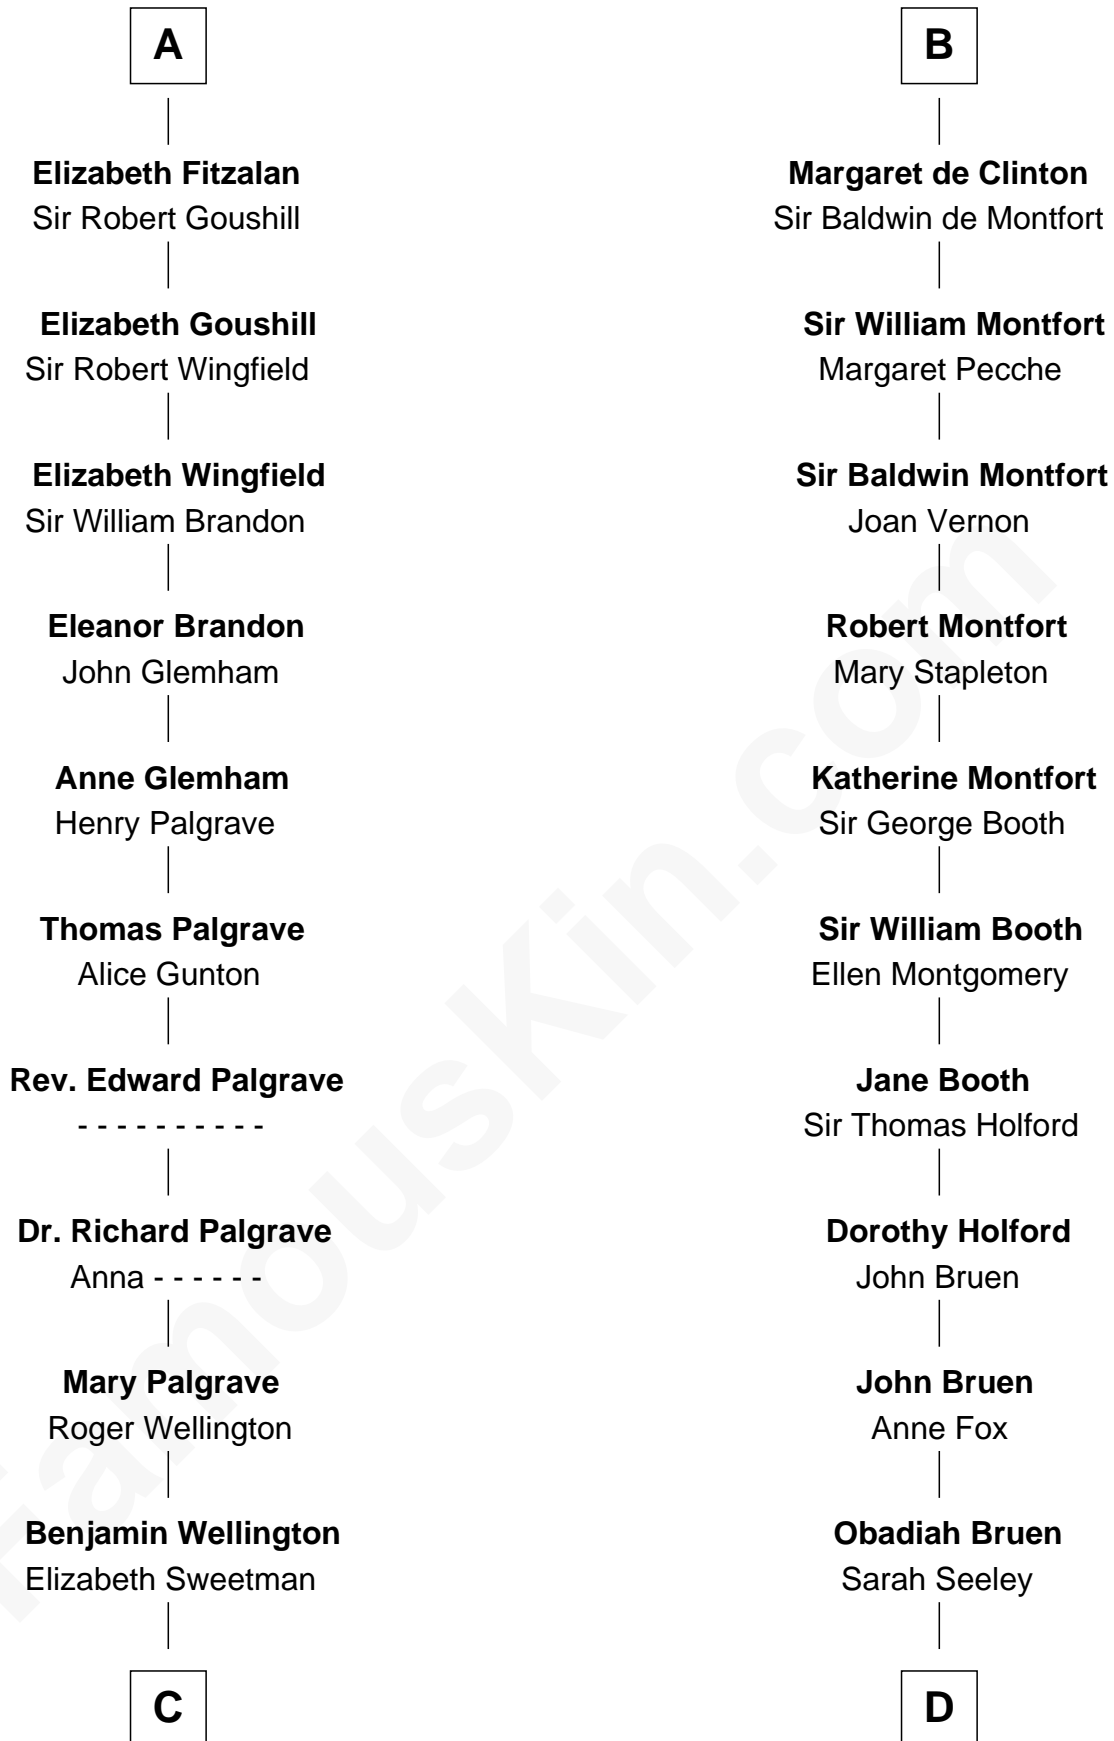 A
Elizabeth Fitzalan
Sir Robert Goushill
Elizabeth Goushill
Sir Robert Wingfield
Elizabeth Wingfield
Sir William Brandon
Eleanor Brandon
John Glemham
Anne Glemham
Henry Palgrave
Thomas Palgrave
Alice Gunton
Rev. Edward Palgrave
- - - - - - - - - -
Dr. Richard Palgrave
Anna - - - - - -
Mary Palgrave
Roger Wellington
Benjamin Wellington
Elizabeth Sweetman
C
B
Margaret de Clinton
Sir Baldwin de Montfort
Sir William Montfort
Margaret Pecche
Sir Baldwin Montfort
Joan Vernon
Robert Montfort
Mary Stapleton
Katherine Montfort
Sir George Booth
Sir William Booth
Ellen Montgomery
Jane Booth
Sir Thomas Holford
Dorothy Holford
John Bruen
John Bruen
Anne Fox
Obadiah Bruen
Sarah Seeley
D
FamousKin.com